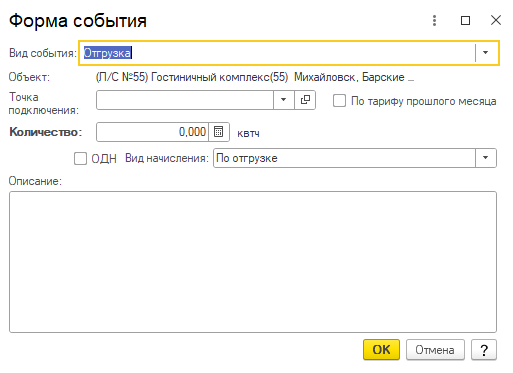 Форма события
Вид события: Отгрузка
Объект: (П/С №55) Гостиничный комплекс(55) Михайловск, Барские ...
Точка подключения: По тарифу прошлого месяца
Количество: 0,000 квтч
ОДН Вид начисления: По отгрузке
Описание:
ОК Отмена ?